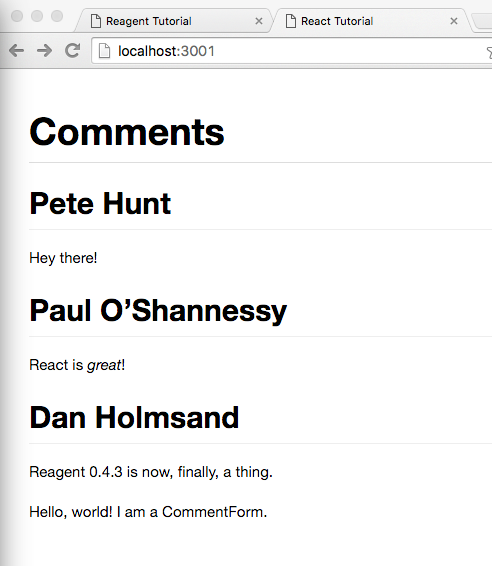 Reagent Tutorial
React Tutorial
localhost:3001
Comments
Pete Hunt
Hey there!
Paul O’Shannessy
React is great!
Dan Holmsand
Reagent 0.4.3 is now, finally, a thing.
Hello, world! I am a CommentForm.